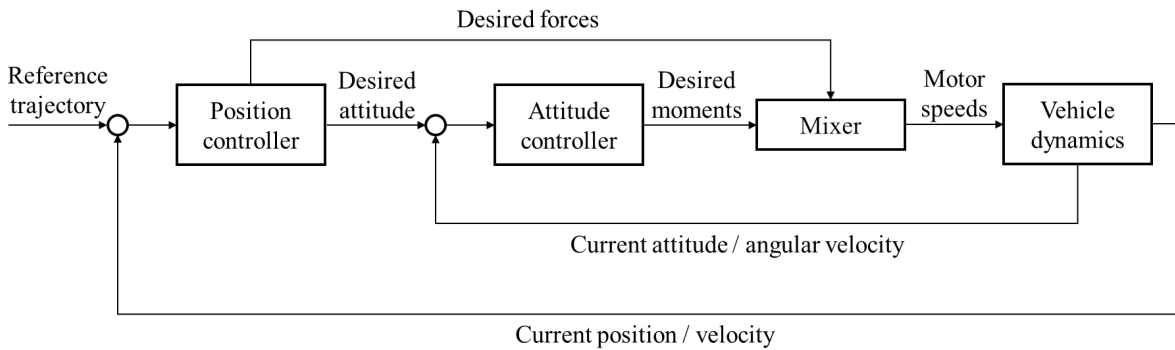 Desired forces
Reference
trajectory
Position
controller
Desired
attitude
Attitude
controller
Desired
moments
Mixer
Motor
speeds
Vehicle
dynamics
Current attitude / angular velocity
Current position / velocity